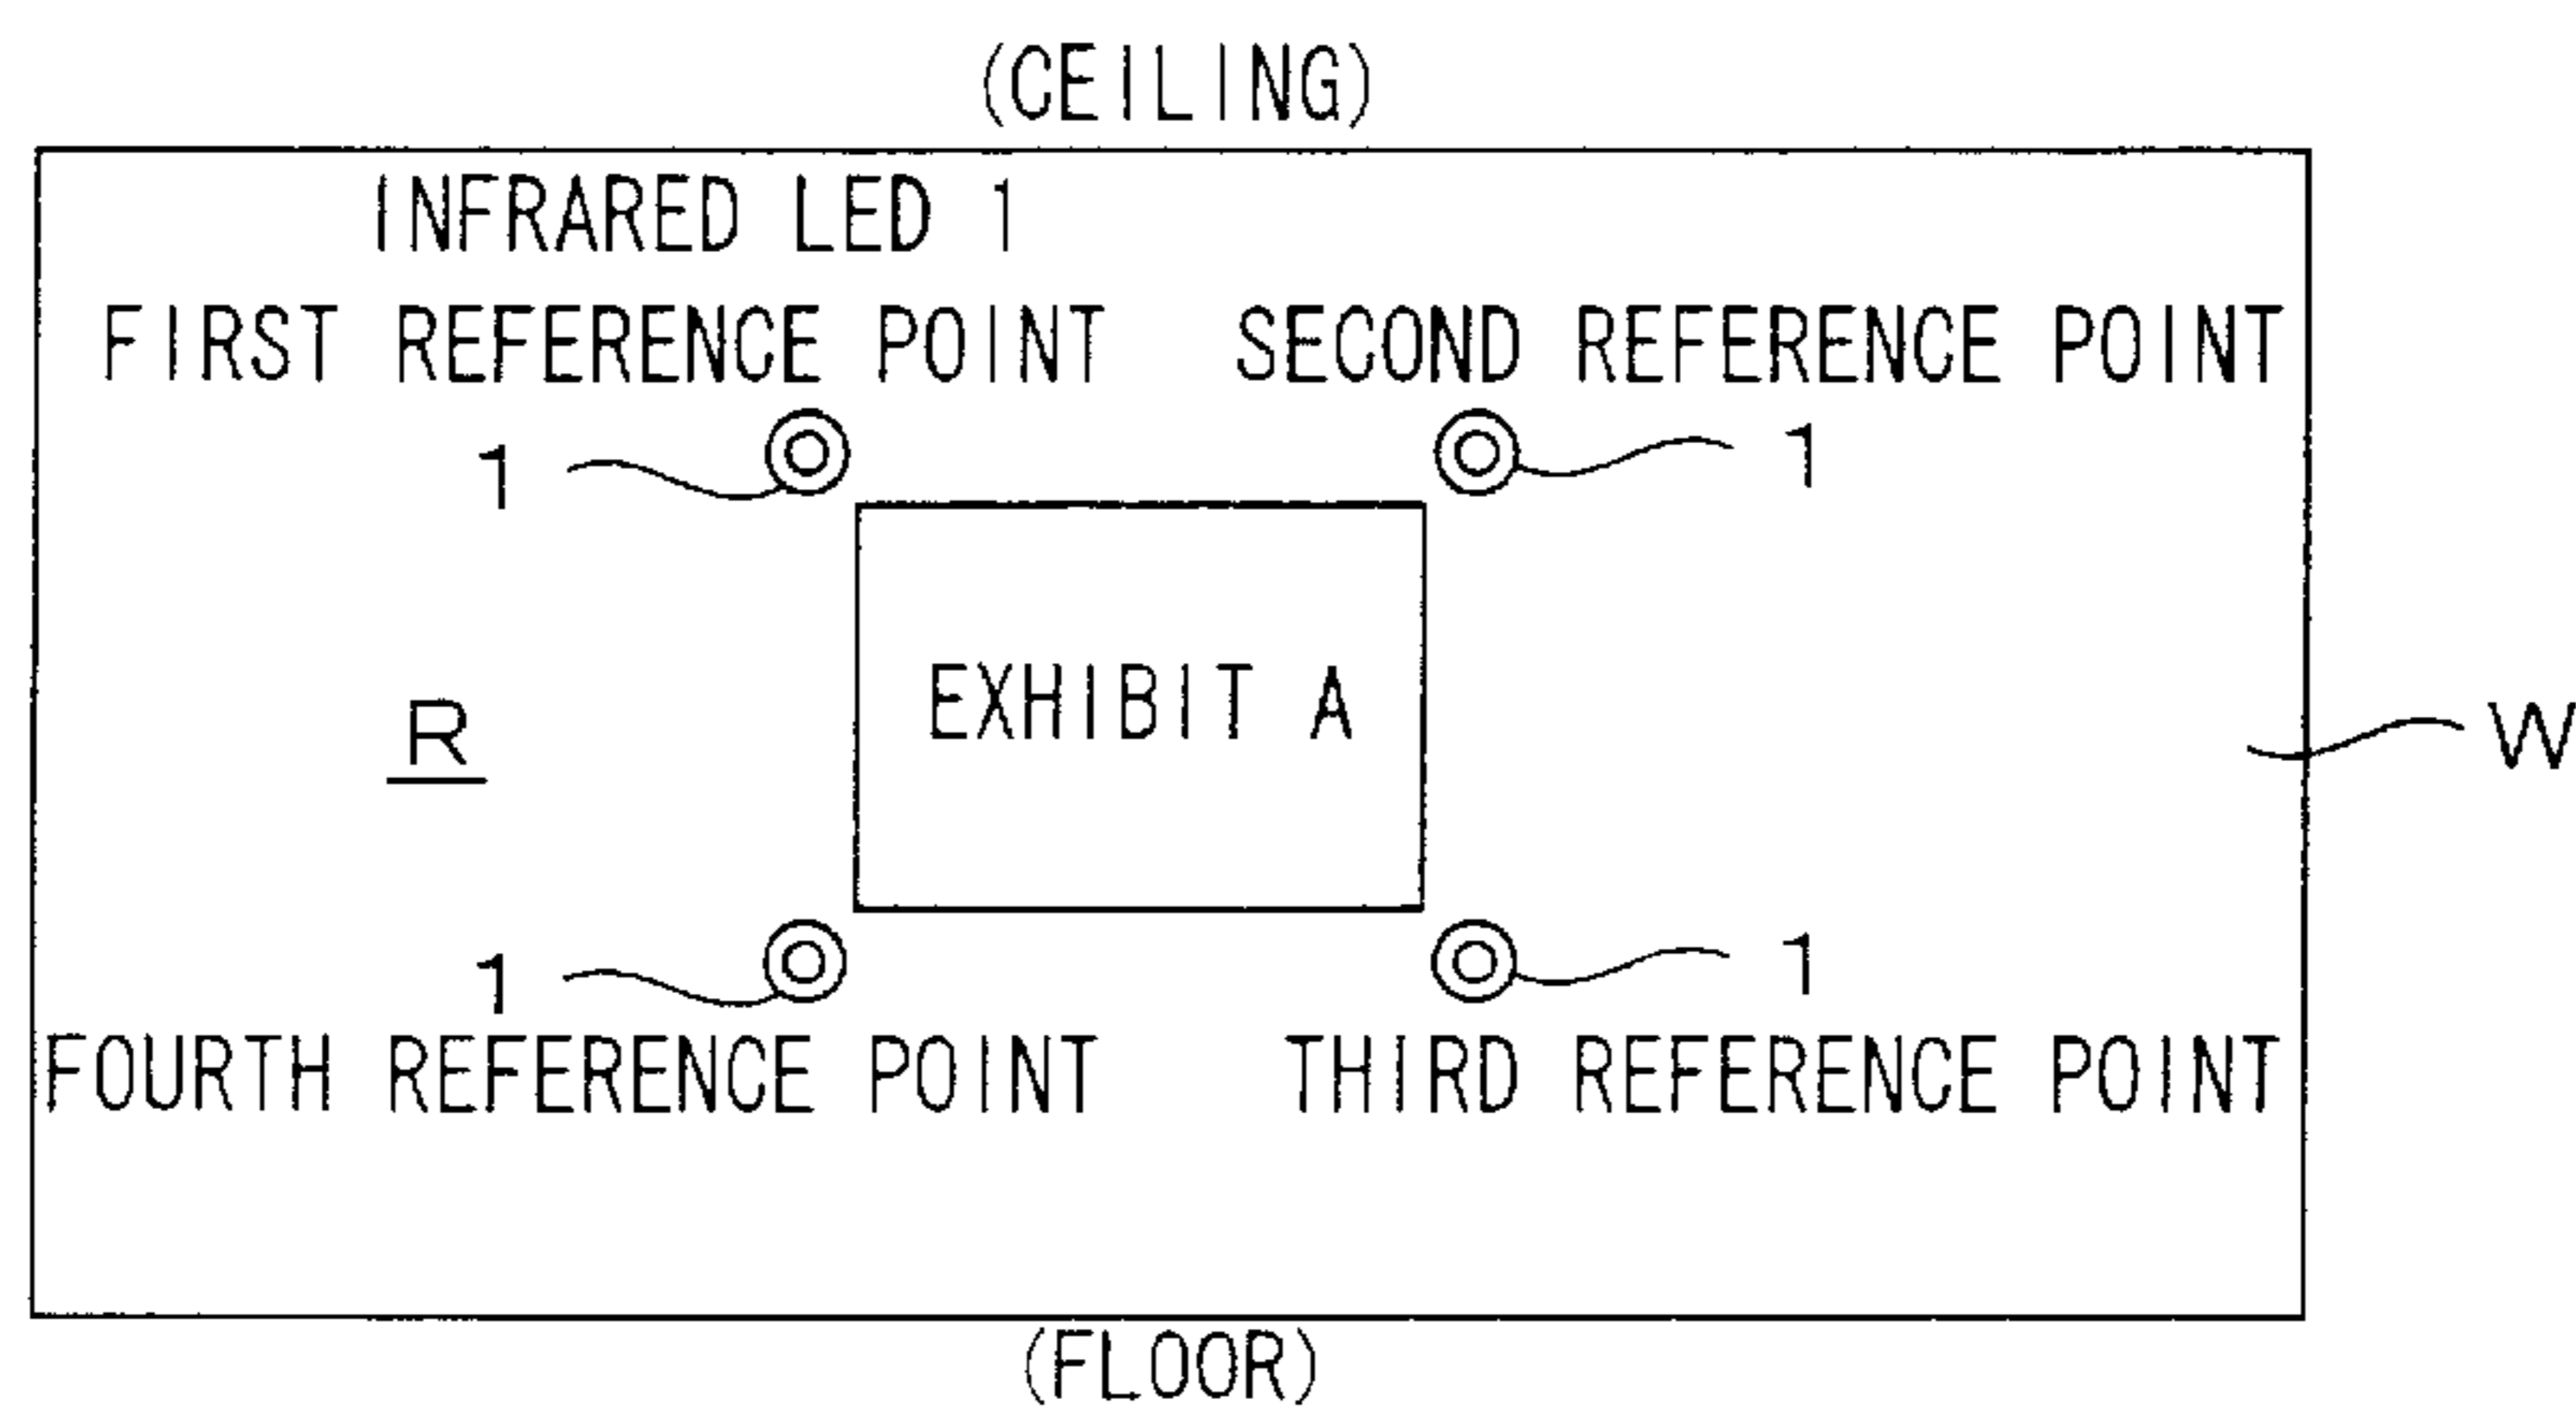 (CEILING)
INFRARED LED 1
FIRST REFERENCE POINT SECOND REFERENCE POINT
1 1
EXHIBIT A
R W
1 1
FOURTH REFERENCE POINT THIRD REFERENCE POINT
(FLOOR)